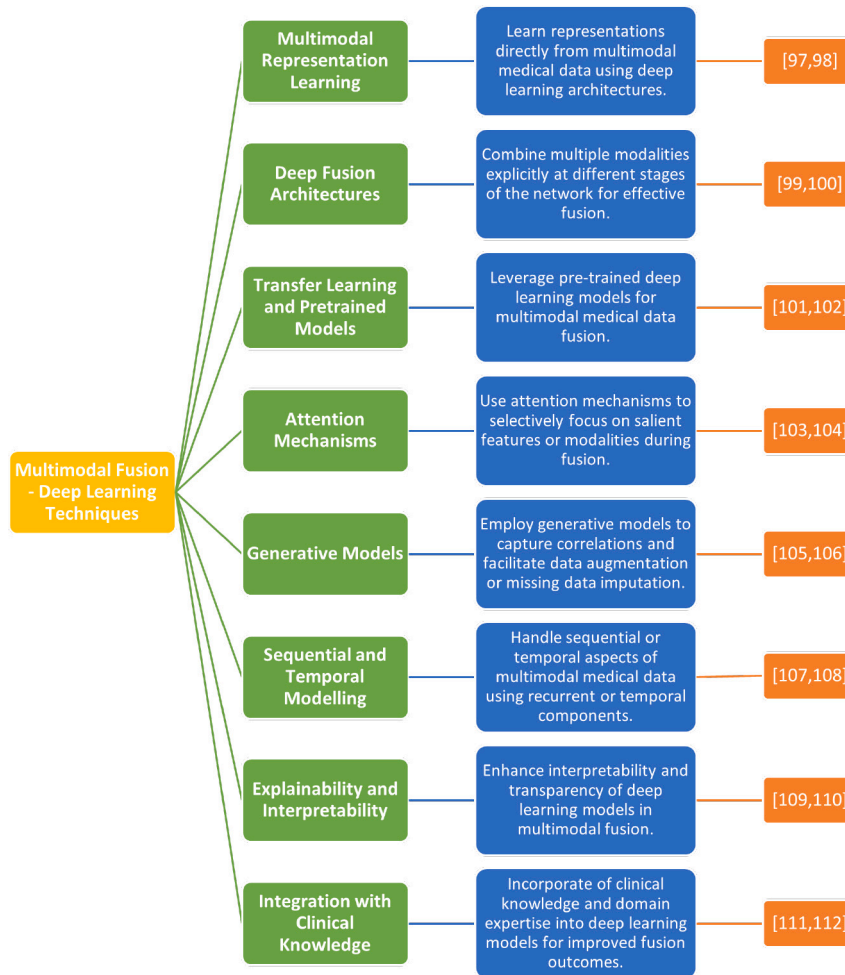 Multimodal
Representation
Learning
Learn representations
directly from multimodal
medical data using deep
learning architectures.
[97,98]
Deep Fusion
Architectures
Combine multiple modalities
explicitly at different stages
of the network for effective
fusion.
[99,100]
Transfer Learning
and Pretrained
Models
Leverage pre-trained deep
learning models for
multimodal medical data
fusion.
[101,102]
Attention
Mechanisms
Use attention mechanisms to
selectively focus on salient
features or modalities during
fusion.
[103,104]
Multimodal Fusion
- Deep Learning
Techniques
Generative Models
Employ generative models to
capture correlations and
facilitate data augmentation
or missing data imputation.
[105,106]
Sequential and
Temporal
Modelling
Handle sequential or
temporal aspects of
multimodal medical data
using recurrent or temporal
components.
[107,108]
Explainability and
Interpretability
Enhance interpretability and
transparency of deep
learning models in
multimodal fusion.
[109,110]
Integration with
Clinical
Knowledge
Incorporate of clinical
knowledge and domain
expertise into deep learning
models for improved fusion
outcomes.
[111,112]